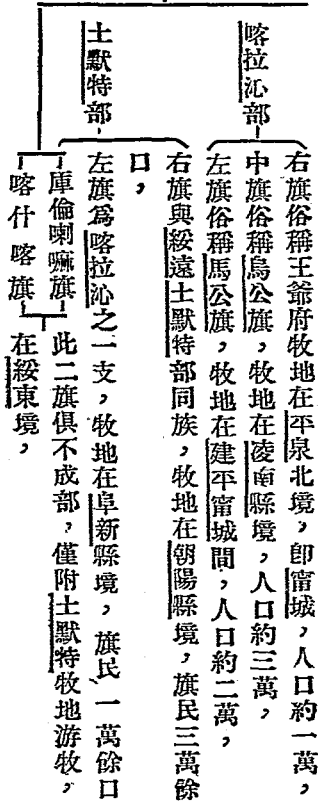 喀拉沁部
右旗俗稱王爺府牧地在平泉北境，卽甯城，人口約一萬，
中旗俗稱烏公旗，牧地在凌南縣境，人口約三萬，
左旗俗稱馬公旗，牧地在建平甯城間，人口約二萬，
土默特部
右旗與綏遠土默特部同族，牧地在朝陽縣境，旗民三萬餘
口，
左旗爲喀拉沁之一支，牧地在阜新縣境，旗民一萬餘口
庫倫喇嘛旗
喀什喀旗
此二旗俱不成部，僅附土默特牧地游牧，
在綏東境，